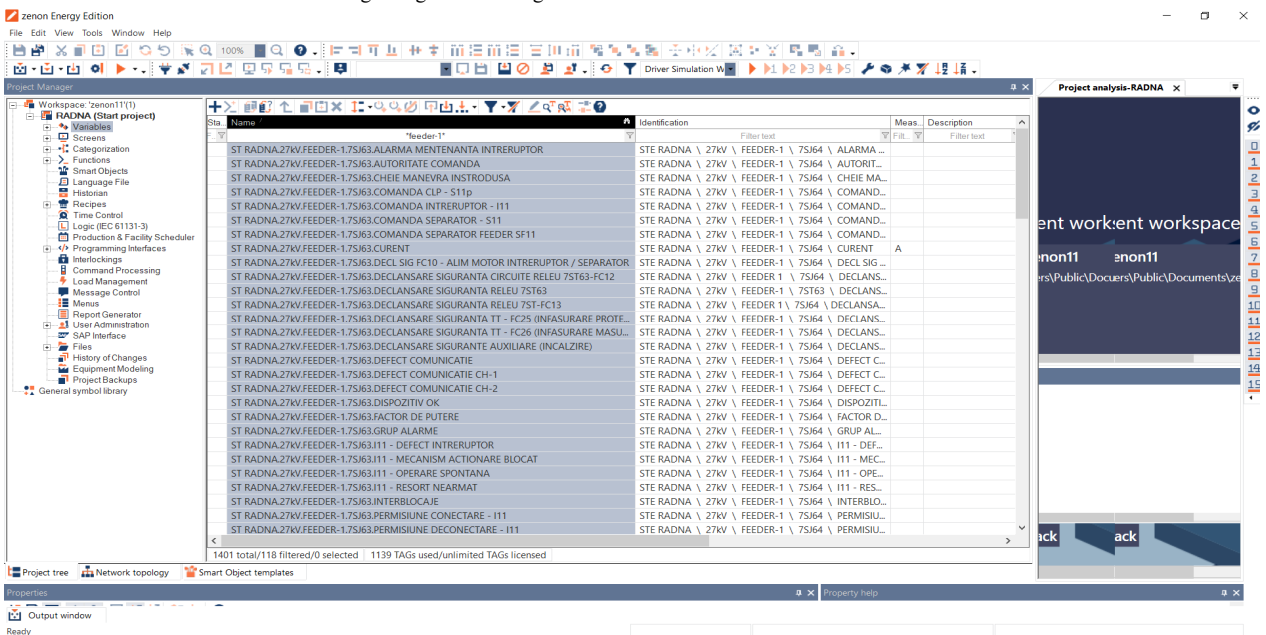 zenon Energy Edition
File Edit View Tools Window Help
100%
Driver Simulation W
Project Manager
Project analysis-RADNA
Workspace: 'zenon11'(1)
RADNA (Start project)
Variables
Screens
Categorization
Functions
Smart Objects
Language File
Historian
Recipes
Time Control
Logic (IEC 61131-3)
Production & Facility Scheduler
Programming Interfaces
Interlockings
Command Processing
Load Management
Message Control
Menus
Report Generator
User Administration
SAP Interface
Files
History of Changes
Equipment Modeling
Project Backups
General symbol library
Sta.. Name Identification Meas.. Description
F.. *feeder-1* Filter text Filt.. Filter text
ST RADNA.27kV.FEEDER-1.7SJ63.ALARMA MENTENANTA INTRERUPTOR STE RADNA \ 27kV \ FEEDER-1 \ 7SJ64 \ ALARMA ...
ST RADNA.27kV.FEEDER-1.7SJ63.AUTORITATE COMANDA STE RADNA \ 27kV \ FEEDER-1 \ 7SJ64 \ AUTORIT...
ST RADNA.27kV.FEEDER-1.7SJ63.CHEIE MANEVRA INSTRODUSA STE RADNA \ 27kV \ FEEDER-1 \ 7SJ64 \ CHEIE MA...
ST RADNA.27kV.FEEDER-1.7SJ63.COMANDA CLP - S11p STE RADNA \ 27kV \ FEEDER-1 \ 7SJ64 \ COMAND...
ST RADNA.27kV.FEEDER-1.7SJ63.COMANDA INTRERUPTOR - I11 STE RADNA \ 27kV \ FEEDER-1 \ 7SJ64 \ COMAND...
ST RADNA.27kV.FEEDER-1.7SJ63.COMANDA SEPARATOR - S11 STE RADNA \ 27kV \ FEEDER-1 \ 7SJ64 \ COMAND...
ST RADNA.27kV.FEEDER-1.7SJ63.COMANDA SEPARATOR FEEDER SF11 STE RADNA \ 27kV \ FEEDER-1 \ 7SJ64 \ COMAND...
ST RADNA.27kV.FEEDER-1.7SJ63.CURENT STE RADNA \ 27kV \ FEEDER-1 \ 7SJ64 \ CURENT A
ST RADNA.27kV.FEEDER-1.7SJ63.DECL SIG FC10 - ALIM MOTOR INTRERUPTOR / SEPARATOR STE RADNA \ 27kV \ FEEDER-1 \ 7SJ64 \ DECL SIG ...
ST RADNA.27kV.FEEDER-1.7SJ63.DECLANSARE SIGURANTA CIRCUITE RELEU 7ST63-FC12 STE RADNA \ 27kV \ FEEDER 1 \ 7SJ64 \ DECLANS...
ST RADNA.27kV.FEEDER-1.7SJ63.DECLANSARE SIGURANTA RELEU 7ST63 STE RADNA \ 27kV \ FEEDER-1 \ 7ST63 \ DECLANS...
ST RADNA.27kV.FEEDER-1.7SJ63.DECLANSARE SIGURANTA RELEU 7ST-FC13 STE RADNA \ 27kV \ FEEDER 1 \ 7SJ64 \ DECLANSA...
ST RADNA.27kV.FEEDER-1.7SJ63.DECLANSARE SIGURANTA TT - FC25 (INFASURARE PROTE... STE RADNA \ 27kV \ FEEDER-1 \ 7SJ64 \ DECLANS...
ST RADNA.27kV.FEEDER-1.7SJ63.DECLANSARE SIGURANTA TT - FC26 (INFASURARE MASU... STE RADNA \ 27kV \ FEEDER-1 \ 7SJ64 \ DECLANS...
ST RADNA.27kV.FEEDER-1.7SJ63.DECLANSARE SIGURANTE AUXILIARE (INCALZIRE) STE RADNA \ 27kV \ FEEDER-1 \ 7SJ64 \ DECLANS...
ST RADNA.27kV.FEEDER-1.7SJ63.DEFECT COMUNICATIE STE RADNA \ 27kV \ FEEDER-1 \ 7SJ64 \ DEFECT C...
ST RADNA.27kV.FEEDER-1.7SJ63.DEFECT COMUNICATIE CH-1 STE RADNA \ 27kV \ FEEDER-1 \ 7SJ64 \ DEFECT C...
ST RADNA.27kV.FEEDER-1.7SJ63.DEFECT COMUNICATIE CH-2 STE RADNA \ 27kV \ FEEDER-1 \ 7SJ64 \ DEFECT C...
ST RADNA.27kV.FEEDER-1.7SJ63.DISPOZITIV OK STE RADNA \ 27kV \ FEEDER-1 \ 7SJ64 \ DISPOZITI...
ST RADNA.27kV.FEEDER-1.7SJ63.FACTOR DE PUTERE STE RADNA \ 27kV \ FEEDER-1 \ 7SJ64 \ FACTOR D...
ST RADNA.27kV.FEEDER-1.7SJ63.GRUP ALARME STE RADNA \ 27kV \ FEEDER-1 \ 7SJ64 \ GRUP AL...
ST RADNA.27kV.FEEDER-1.7SJ63.I11 - DEFECT INTRERUPTOR STE RADNA \ 27kV \ FEEDER-1 \ 7SJ64 \ I11 - DEF...
ST RADNA.27kV.FEEDER-1.7SJ63.I11 - MECANISM ACTIONARE BLOCAT STE RADNA \ 27kV \ FEEDER-1 \ 7SJ64 \ I11 - MEC...
ST RADNA.27kV.FEEDER-1.7SJ63.I11 - OPERARE SPONTANA STE RADNA \ 27kV \ FEEDER-1 \ 7SJ64 \ I11 - OPE...
ST RADNA.27kV.FEEDER-1.7SJ63.I11 - RESORT NEARMAT STE RADNA \ 27kV \ FEEDER-1 \ 7SJ64 \ I11 - RES...
ST RADNA.27kV.FEEDER-1.7SJ63.INTERBLOCAJE STE RADNA \ 27kV \ FEEDER-1 \ 7SJ64 \ INTERBLO...
ST RADNA.27kV.FEEDER-1.7SJ63.PERMISIUNE CONECTARE - I11 STE RADNA \ 27kV \ FEEDER-1 \ 7SJ64 \ PERMISIU...
ST RADNA.27kV.FEEDER-1.7SJ63.PERMISIUNE DECONECTARE - I11 STE RADNA \ 27kV \ FEEDER-1 \ 7SJ64 \ PERMISIU...
1401 total/118 filtered/0 selected 1139 TAGs used/unlimited TAGs licensed
ent works ent workspace
enon11 enon11
ers\Public\Docu ers\Public\Documents\ze
ack ack
0
1
2
3
4
5
6
7
8
9
10
11
12
13
14
15
Project tree Network topology Smart Object templates
Properties Property help
Output window
Ready